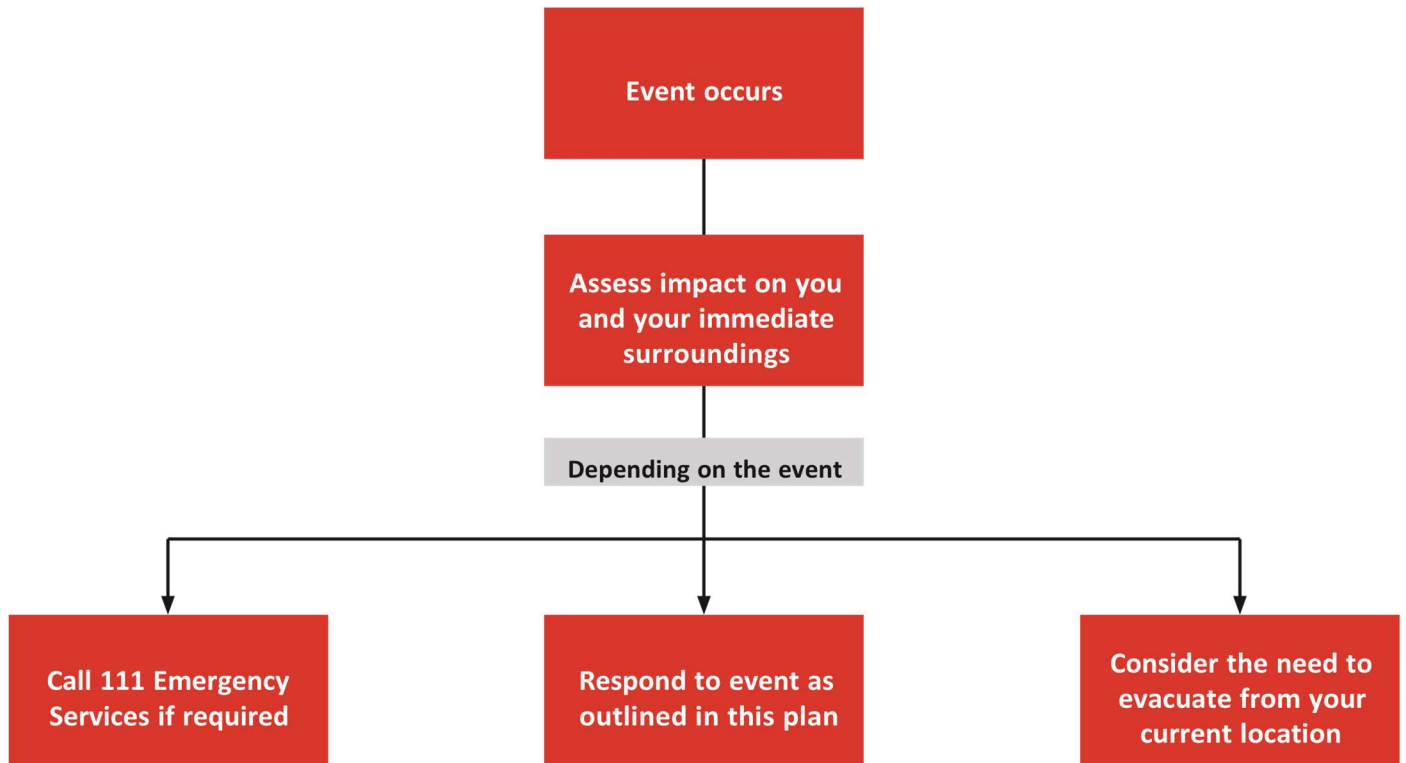 Event occurs
Assess impact on you
and your immediate
surroundings
Depending on the event
Call 111 Emergency
Services if required
Respond to event as
outlined in this plan
Consider the need to
evacuate from your
current location